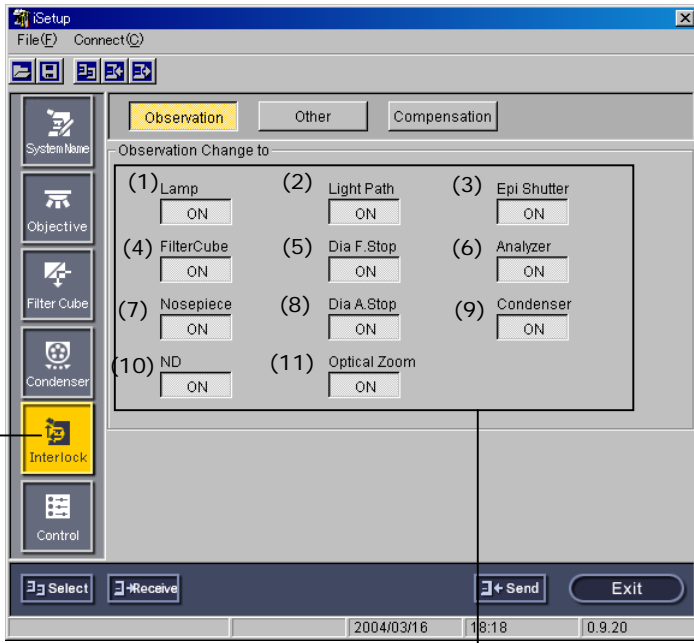 iSetup
File(F) Connect(C)
System Name
Objective
Filter Cube
Condenser
Interlock
Control
Observation Other Compensation
Observation Change to
(1) Lamp (2) Light Path (3) Epi Shutter
ON ON ON
(4) FilterCube (5) Dia F.Stop (6) Analyzer
ON ON ON
(7) Nosepiece (8) Dia A.Stop (9) Condenser
ON ON ON
(10) ND (11) Optical Zoom
ON ON
Select Receive Send Exit
2004/03/16 18:18 0.9.20